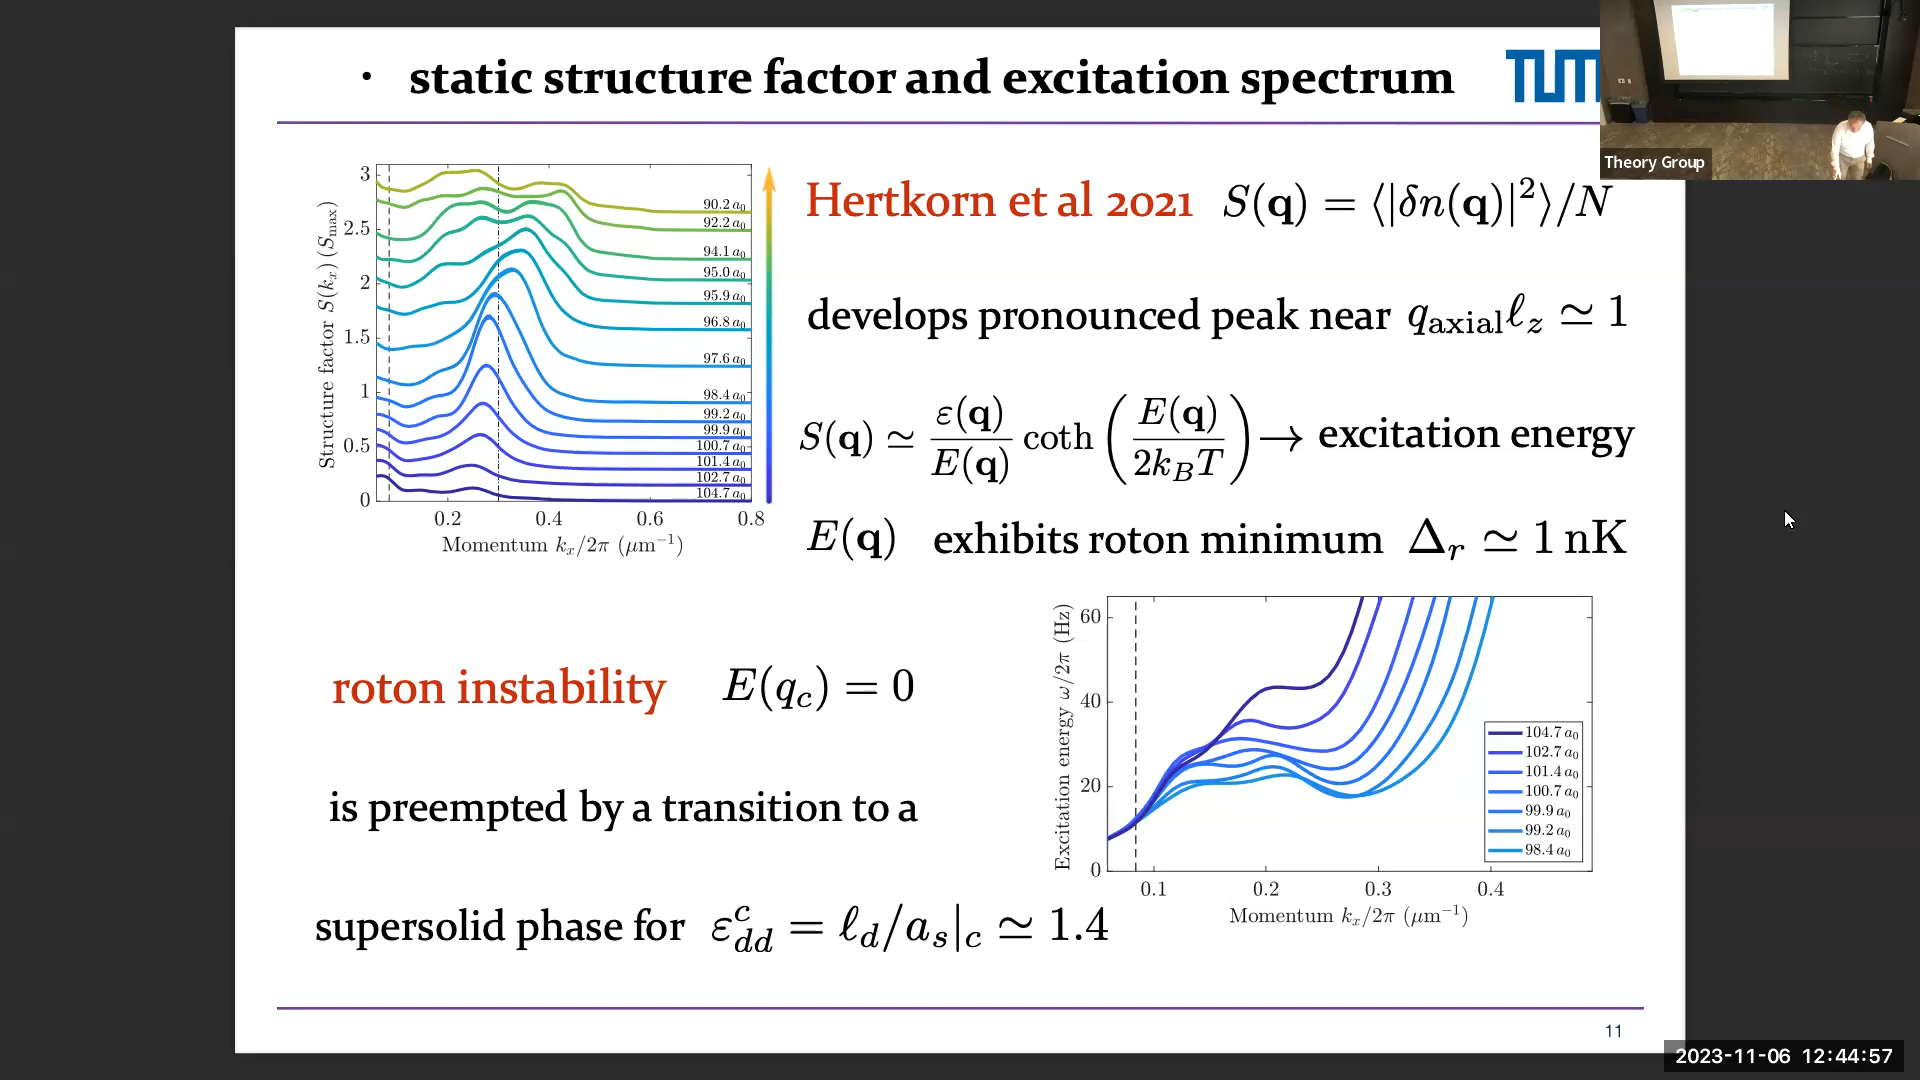 · static structure factor and excitation spectrum
TUM
Theory Group
Structure factor S(kₓ) (Sₘₐₓ)
3
2.5
2
1.5
1
0.5
0
90.2 a₀
92.2 a₀
94.1 a₀
95.0 a₀
95.9 a₀
96.8 a₀
97.6 a₀
98.4 a₀
99.2 a₀
99.9 a₀
100.7 a₀
101.4 a₀
102.7 a₀
104.7 a₀
0.2 0.4 0.6 0.8
Momentum kₓ/2π (μm⁻¹)
Hertkorn et al 2021 S(q) = ⟨|δn(q)|²⟩/N
develops pronounced peak near q_axial ℓ_z ≃ 1
S(q) ≃ ε(q)/E(q) coth (E(q)/2k_BT) → excitation energy
E(q) exhibits roton minimum Δᵣ ≃ 1 nK
roton instability E(q_c) = 0
is preempted by a transition to a
supersolid phase for ε_dd^c = ℓ_d/a_s|_c ≃ 1.4
Excitation energy ω/2π (Hz)
60
40
20
0
104.7 a₀
102.7 a₀
101.4 a₀
100.7 a₀
99.9 a₀
99.2 a₀
98.4 a₀
0.1 0.2 0.3 0.4
Momentum kₓ/2π (μm⁻¹)
11
2023-11-06 12:44:57